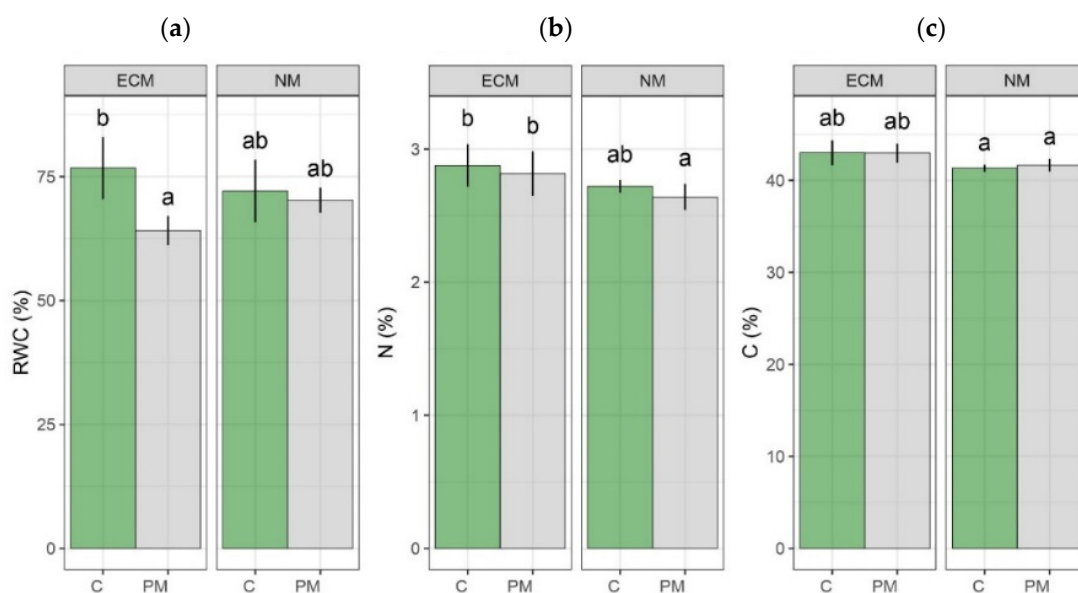 (a)
ECM NM
b
a
ab
ab
RWC (%)
75
50
25
0
C PM C PM
(b)
ECM NM
b
b
ab
a
N (%)
3
2
1
0
C PM C PM
(c)
ECM NM
ab
ab
a
a
C (%)
40
30
20
10
0
C PM C PM